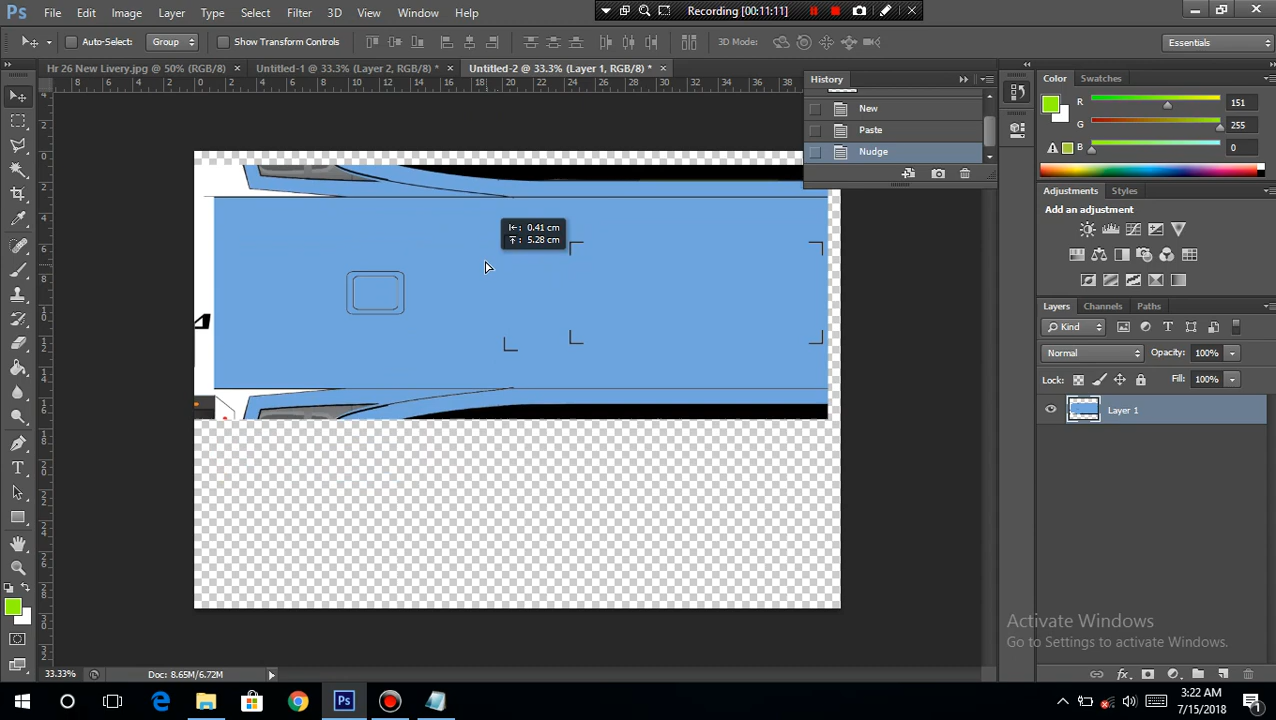 Recording [00:11:11]
Ps File Edit Image Layer Type Select Filter 3D View Window Help
Auto-Select: Group Show Transform Controls 3D Mode: Essentials
Hr 26 New Livery.jpg @ 50% (RGB/8) × Untitled-1 @ 33.3% (Layer 2, RGB/8) * × Untitled-2 @ 33.3% (Layer 1, RGB/8) * ×
History
New
Paste
Nudge
Color Swatches
R 151
G 255
B 0
Adjustments Styles
Add an adjustment
Layers Channels Paths
Kind
Normal Opacity: 100%
Lock: Fill: 100%
Layer 1
0.41 cm
5.28 cm
Activate Windows
Go to Settings to activate Windows.
33.33% Doc: 8.65M/6.72M
3:22 AM
7/15/2018